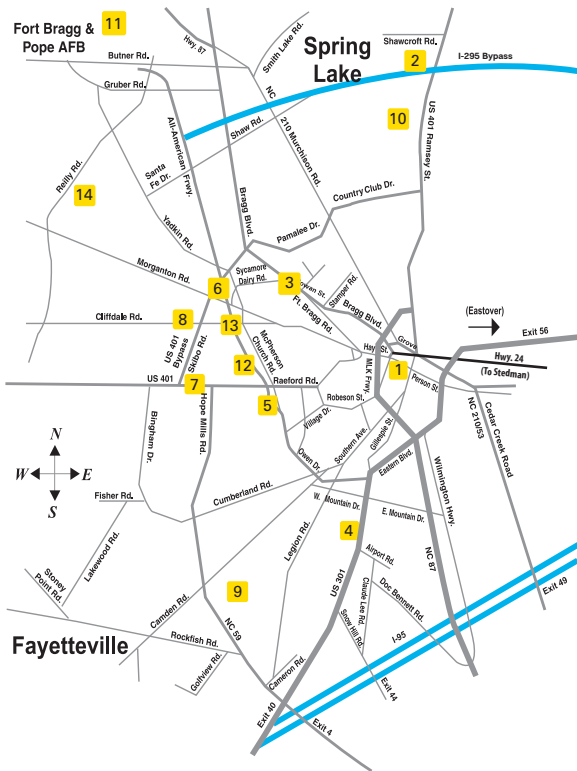 11
Fort Bragg &
Pope AFB
Butner Rd.
Gruber Rd.
Hwy. 87
Smith Lake Rd.
Spring
Lake
Shawcroft Rd.
2
I-295 Bypass
10
US 401 Ramsey St.
NC
210 Murchison Rd.
All-American Frwy.
Shaw Rd.
Santa
Fe Dr.
Reilly Rd.
14
Yadkin Rd.
Bragg Blvd.
Country Club Dr.
Pamalee Dr.
Morganton Rd.
Sycamore
Dairy Rd.
3
Stamper Rd.
6
Ft. Bragg Rd.
Bragg Blvd.
(Eastover)
Exit 56
Cliffdale Rd.
8
13
US 401
Bypass
Skibo Rd.
McPherson
Church Rd.
12
Hay St.
Grove
Hwy. 24
(To Stedman)
1
MLK Frwy.
Person St.
US 401
7
Raeford Rd.
5
Robeson St.
Village Dr.
Hope Mills Rd.
Bingham Dr.
Owen Dr.
Southern Ave.
Gillespie St.
Eastern Blvd.
NC 210/53
Cedar Creek Road
Wilmington Hwy.
N
W
E
S
Fisher Rd.
Cumberland Rd.
W. Mountain Dr.
E. Mountain Dr.
4
Airport Rd.
NC 87
Legion Rd.
US 301
Lakewood Rd.
Stoney
Point Rd.
9
Camden Rd.
NC 59
Claude Lee Rd.
Doc Bennett Rd.
Snow Hill Rd.
Exit 49
I-95
Fayetteville
Rockfish Rd.
Golfview Rd.
Cameron Rd.
Exit 44
Exit 40
Exit 4